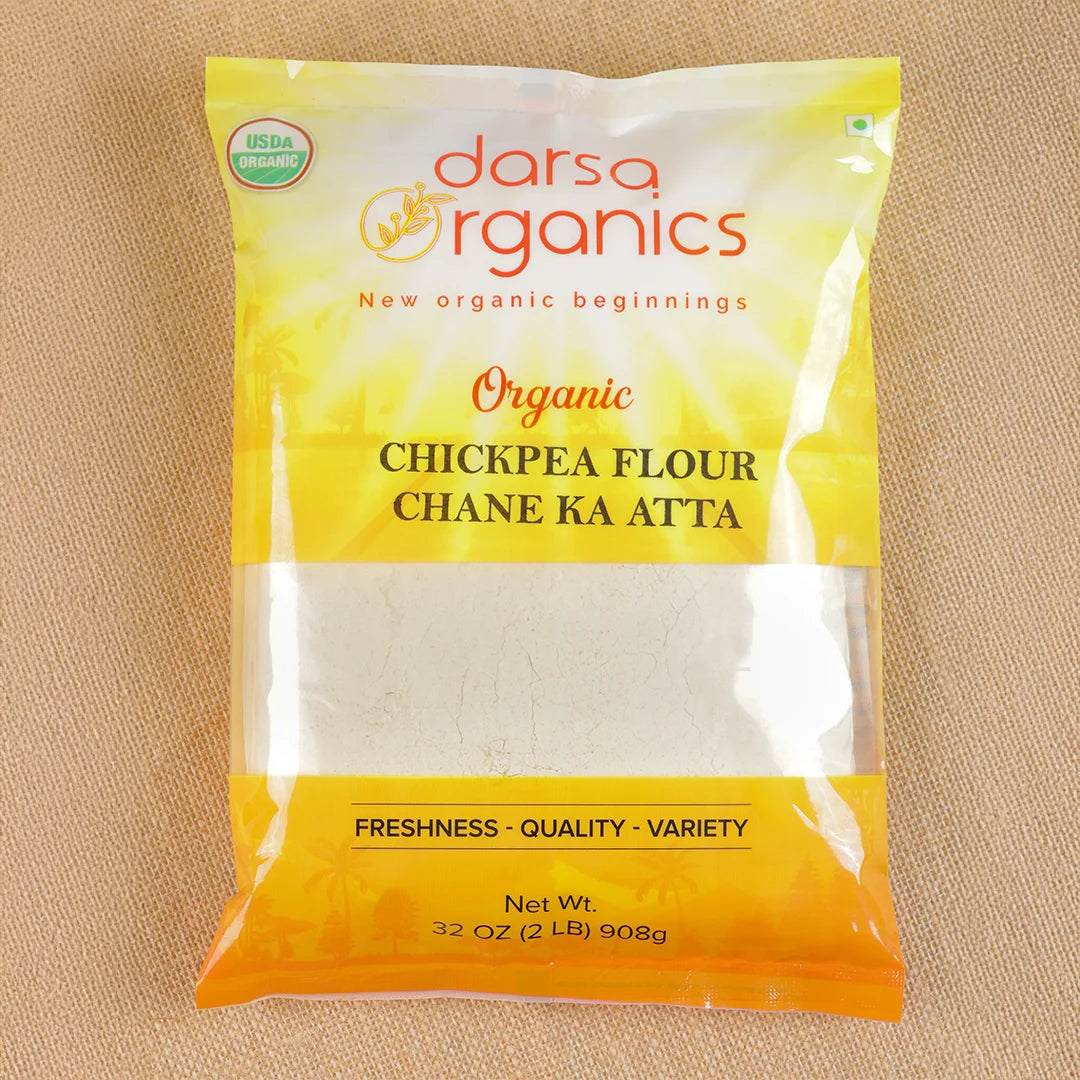 USDA
ORGANIC
darsa
Organics
New organic beginnings
Organic
CHICKPEA FLOUR
CHANE KA ATTA
FRESHNESS - QUALITY - VARIETY
Net Wt.
32 OZ (2 LB) 908g